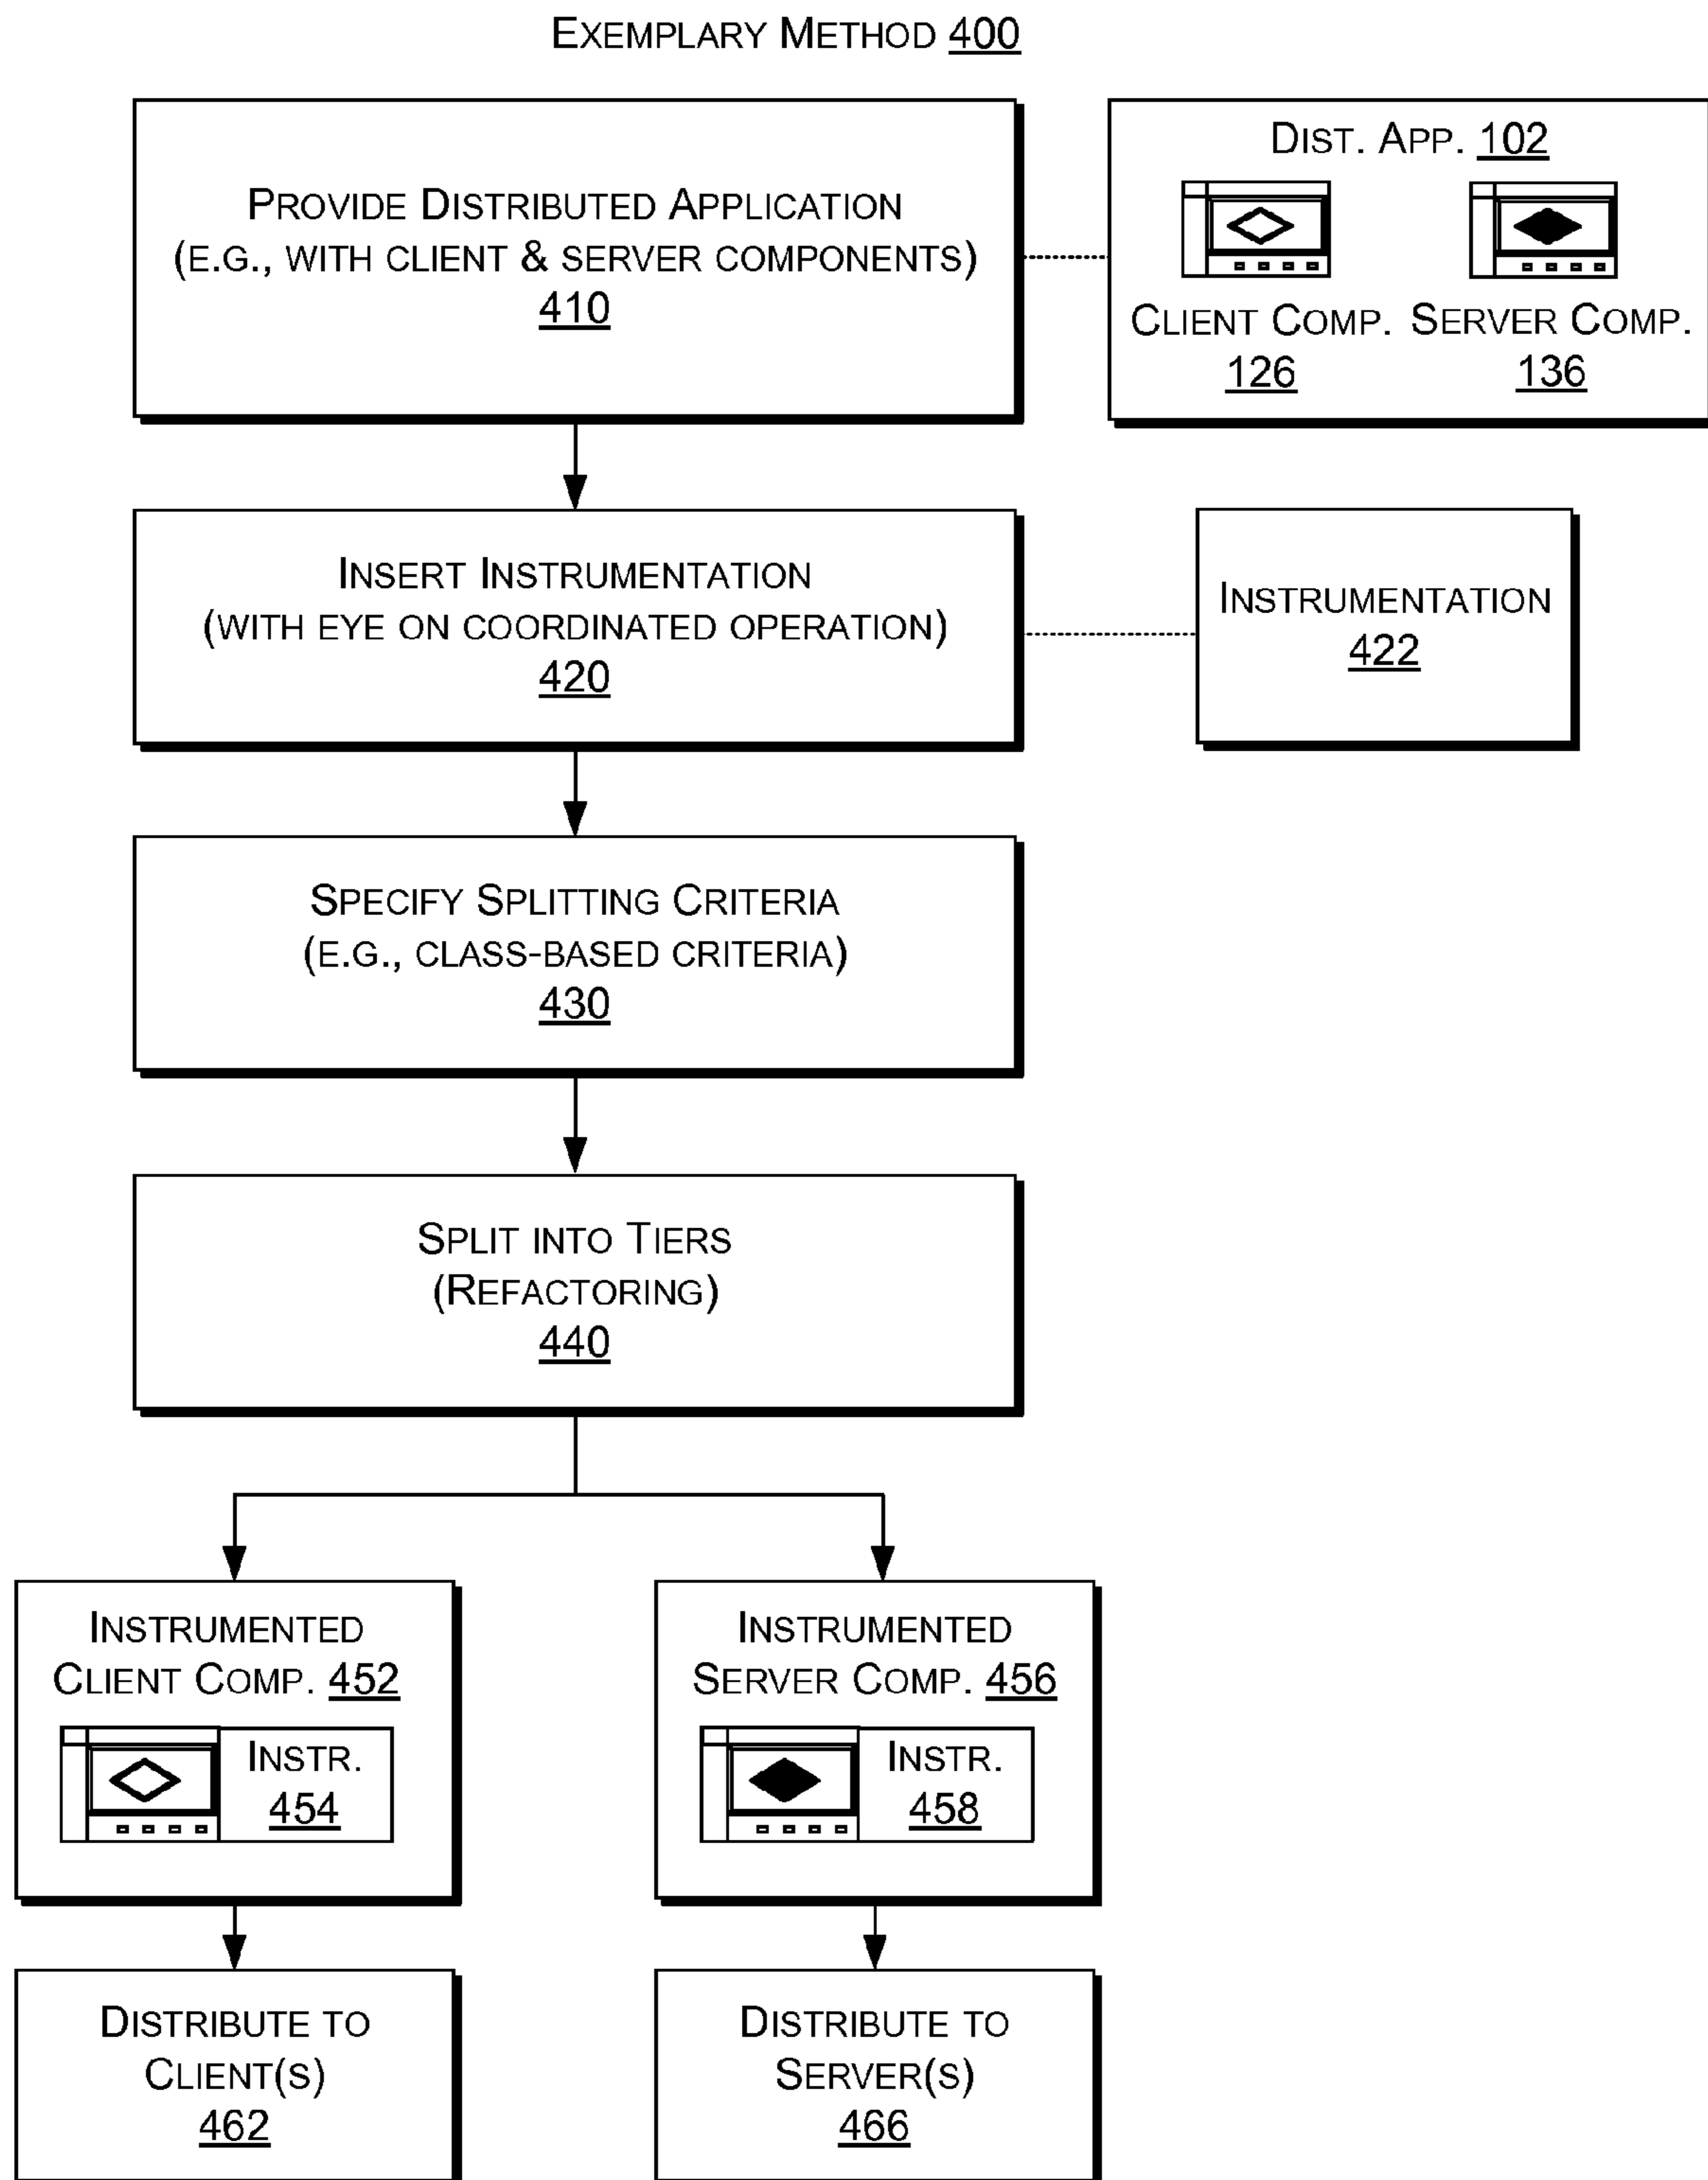 EXEMPLARY METHOD 400
PROVIDE DISTRIBUTED APPLICATION
(E.G., WITH CLIENT & SERVER COMPONENTS)
410
DIST. APP. 102
CLIENT COMP. SERVER COMP.
126 136
INSERT INSTRUMENTATION
(WITH EYE ON COORDINATED OPERATION)
420
INSTRUMENTATION
422
SPECIFY SPLITTING CRITERIA
(E.G., CLASS-BASED CRITERIA)
430
SPLIT INTO TIERS
(REFACTORING)
440
INSTRUMENTED
CLIENT COMP. 452
INSTR.
454
INSTRUMENTED
SERVER COMP. 456
INSTR.
458
DISTRIBUTE TO
CLIENT(S)
462
DISTRIBUTE TO
SERVER(S)
466